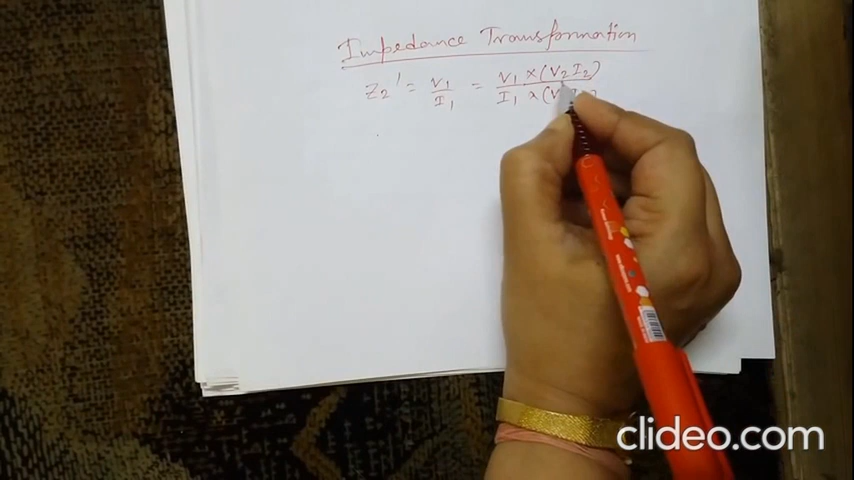 Impedance Transformation
Z₂' = V₁/I₁ = V₁ × (V₂ I₂) / I₁ × (V
clideo.com